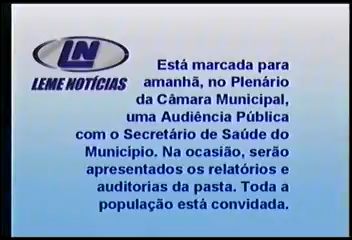 LN
LEME NOTÍCIAS
Está marcada para
amanhã, no Plenário
da Câmara Municipal,
uma Audiência Pública
com o Secretário de Saúde do
Município. Na ocasião, serão
apresentados os relatórios e
auditorias da pasta. Toda a
população está convidada.